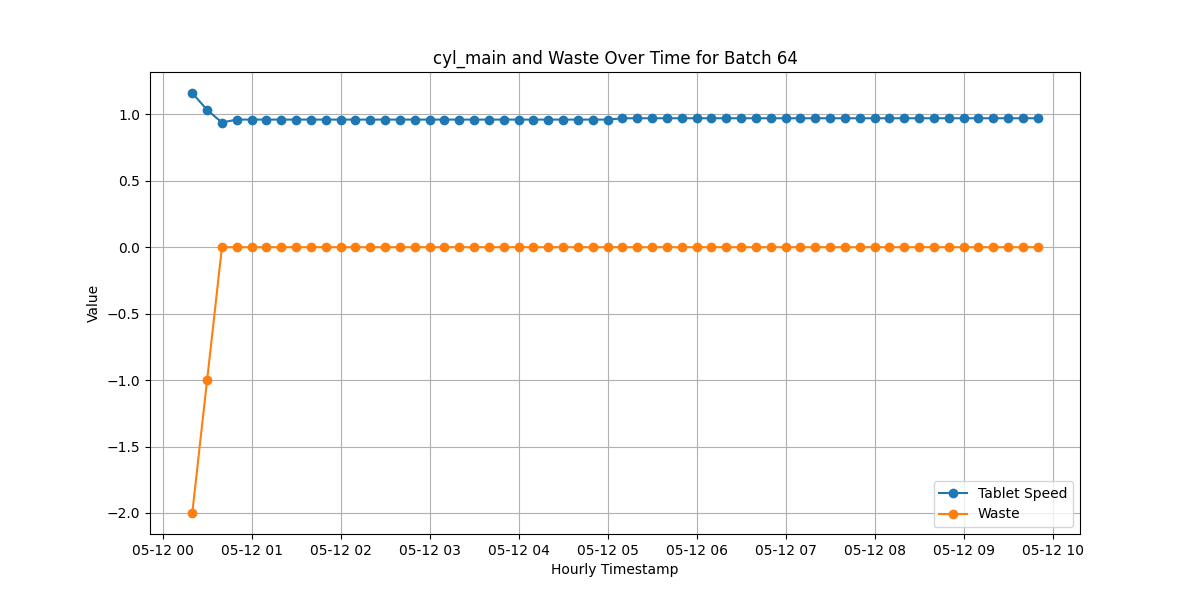 cyl_main and Waste Over Time for Batch 64
1.0
0.5
0.0
−0.5
−1.0
−1.5
−2.0
Value
Tablet Speed
Waste
05-12 00 05-12 01 05-12 02 05-12 03 05-12 04 05-12 05 05-12 06 05-12 07 05-12 08 05-12 09 05-12 10
Hourly Timestamp